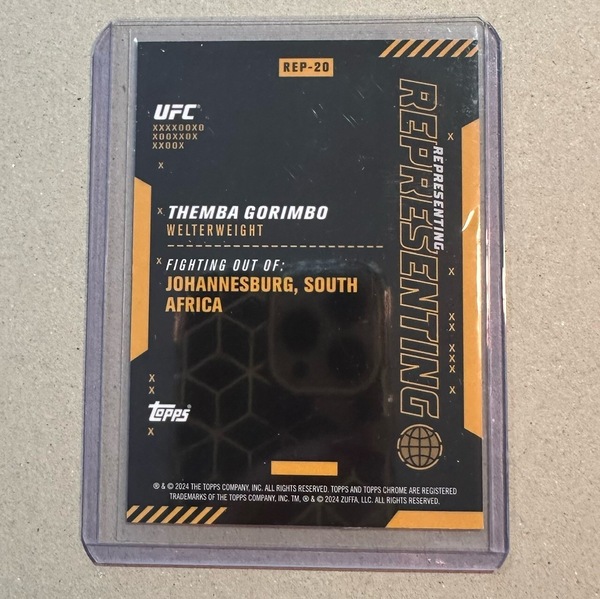 REP-20
UFC
XXXXOOXO
XOOXXOX
XXOOX
X
X THEMBA GORIMBO
WELTERWEIGHT
X FIGHTING OUT OF:
JOHANNESBURG, SOUTH
AFRICA
X
X
topps®
X
REPRESENTING
REPRESENTING
X
X
X X
X X
X
X
X
® & © 2024 THE TOPPS COMPANY, INC. ALL RIGHTS RESERVED. TOPPS AND TOPPS CHROME ARE REGISTERED
TRADEMARKS OF THE TOPPS COMPANY, INC. TM, ® & © 2024 ZUFFA, LLC. ALL RIGHTS RESERVED.